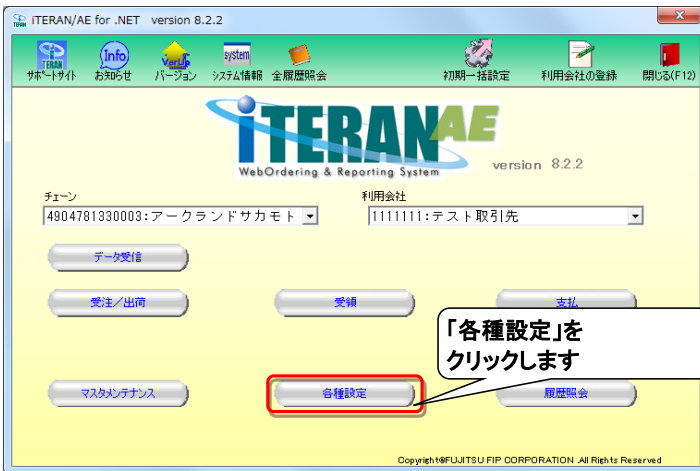 iTERAN/AE for .NET version 8.2.2
TERAN
Info
VerUp
system
サポートサイト お知らせ バージョン システム情報 全履歴照会 初期一括設定 利用会社の登録 閉じる(F12)
iTERAN AE
WebOrdering & Reporting System
version 8.2.2
チェーン 利用会社
4904781330003:アークランドサカモト 1111111:テスト取引先
データ受信
受注/出荷 受領 支払
「各種設定」を
クリックします
マスタメンテナンス 各種設定 履歴照会
Copyright©FUJITSU FIP CORPORATION .All Rights Reserved